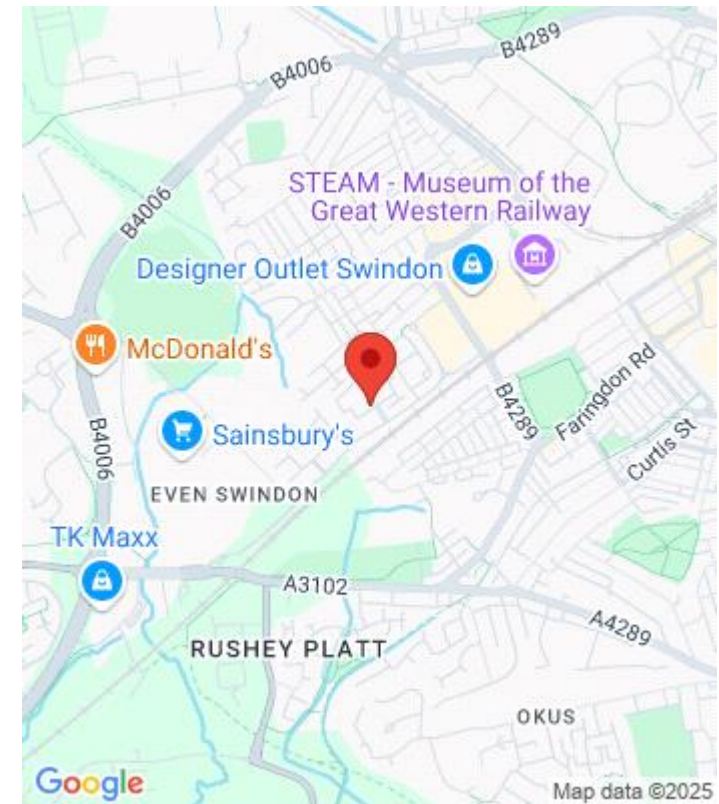 B4289
B4006
STEAM - Museum of the
Great Western Railway
B4006
Designer Outlet Swindon
McDonald's
Faringdon Rd
B4289
B4006
Sainsbury's
Curtis St
EVEN SWINDON
TK Maxx
A3102
A4289
RUSHEY PLATT
OKUS
Google
Map data ©2025